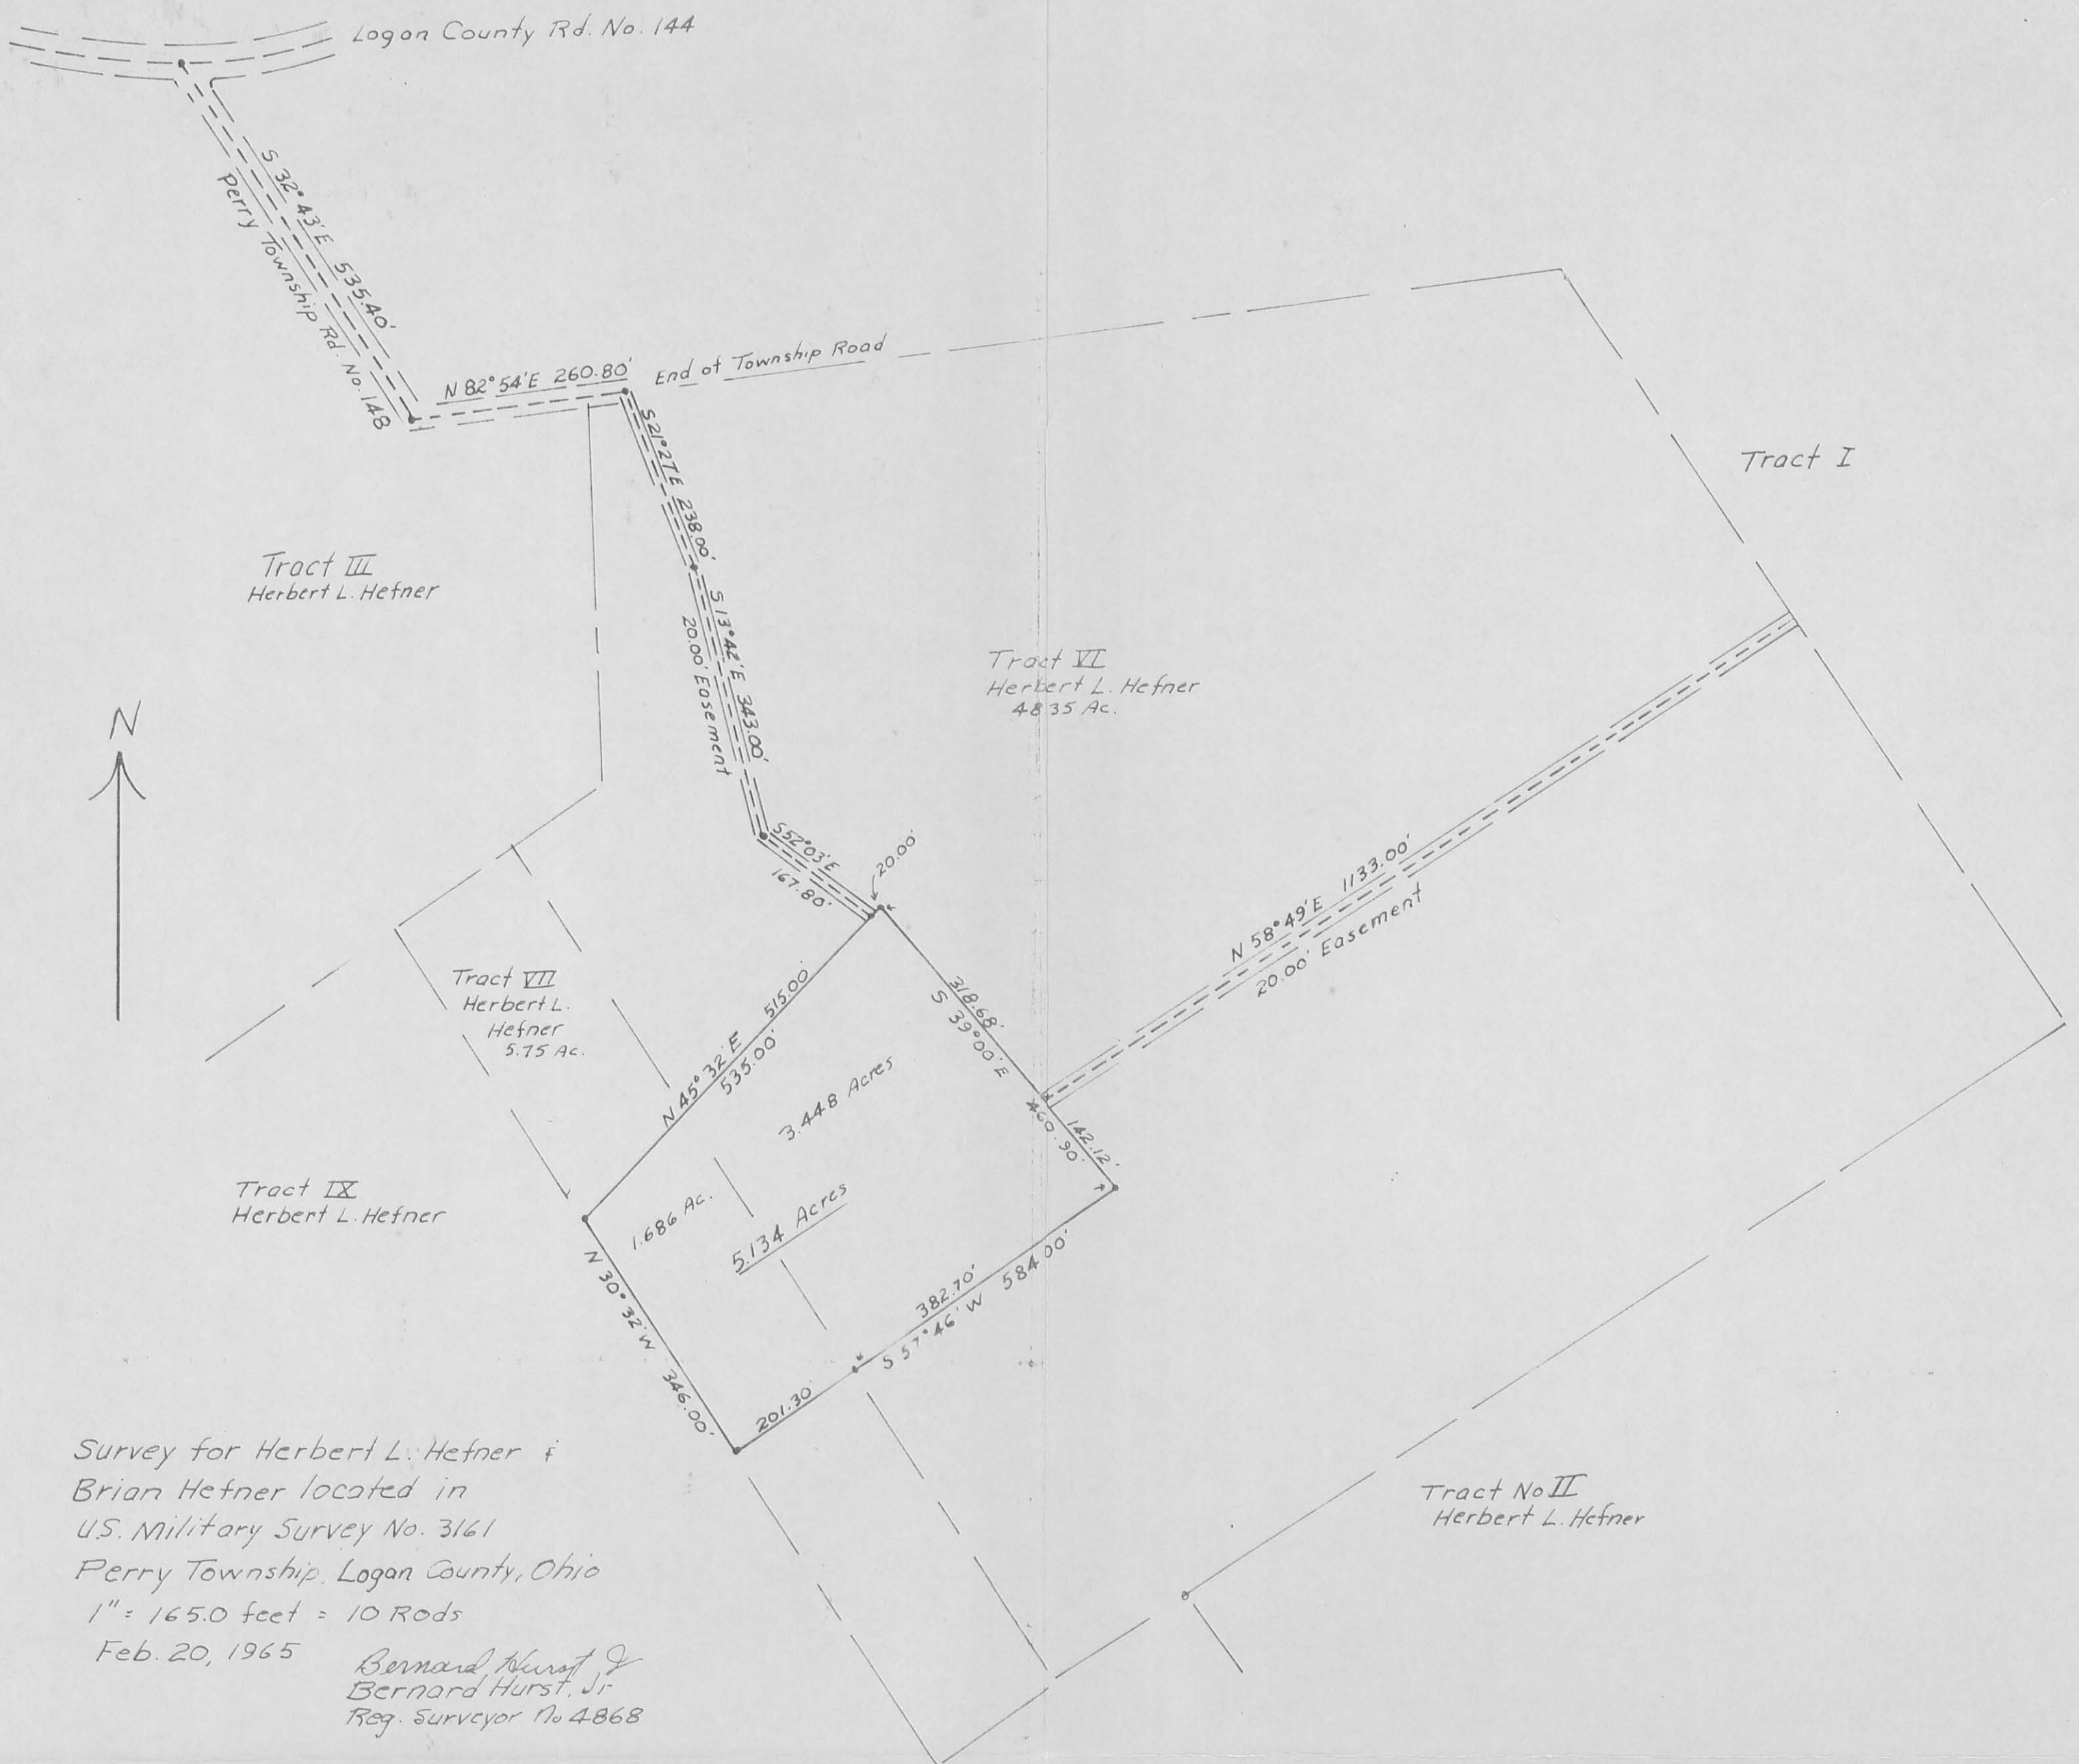 Logan County Rd. No. 144
S 32°43'E 535.40'
Perry Township Rd. No. 148
N 82°54'E 260.80'
End of Township Road
S 21°27'E 238.00'
S 13°42'E 343.00'
20.00' Easement
S 52°03'E
167.80'
20.00'
Tract I
Tract III
Herbert L. Hefner
Tract VI
Herbert L. Hefner
48.35 Ac.
N
N 58°49'E 1133.00'
20.00' Easement
Tract VII
Herbert L.
Hefner
5.75 Ac.
N 45°32'E 515.00'
535.00'
318.68'
S 39°00'E
460.90'
142.12'
3.448 Acres
1.686 Ac.
5.134 Acres
Tract IX
Herbert L. Hefner
N 30°32'W 346.00'
382.70'
S 57°46'W 584.00'
201.30'
Tract No II
Herbert L. Hefner
Survey for Herbert L. Hefner &
Brian Hefner located in
U.S. Military Survey No. 3161
Perry Township, Logan County, Ohio
1" = 165.0 feet = 10 Rods
Feb. 20, 1965
Bernard Hurst Jr
Bernard Hurst, Jr
Reg. Surveyor No 4868